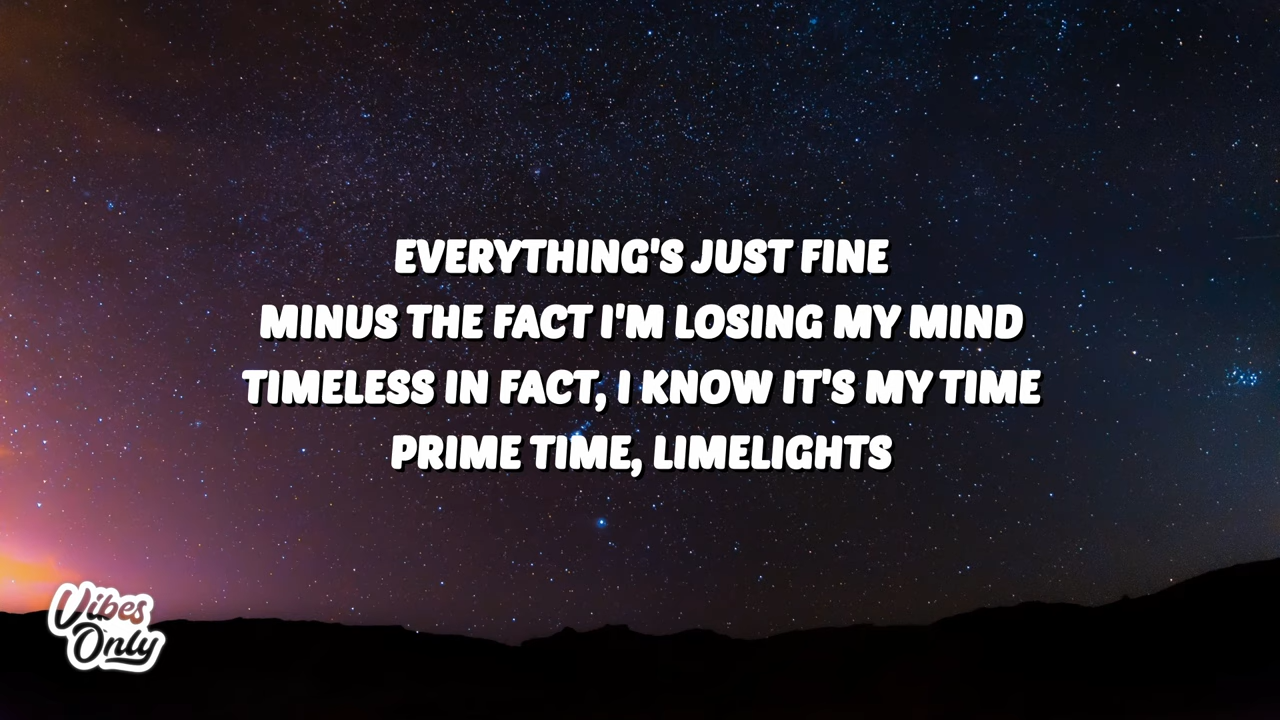 EVERYTHING'S JUST FINE
MINUS THE FACT I'M LOSING MY MIND
TIMELESS IN FACT, I KNOW IT'S MY TIME
PRIME TIME, LIMELIGHTS
Vibes
Only